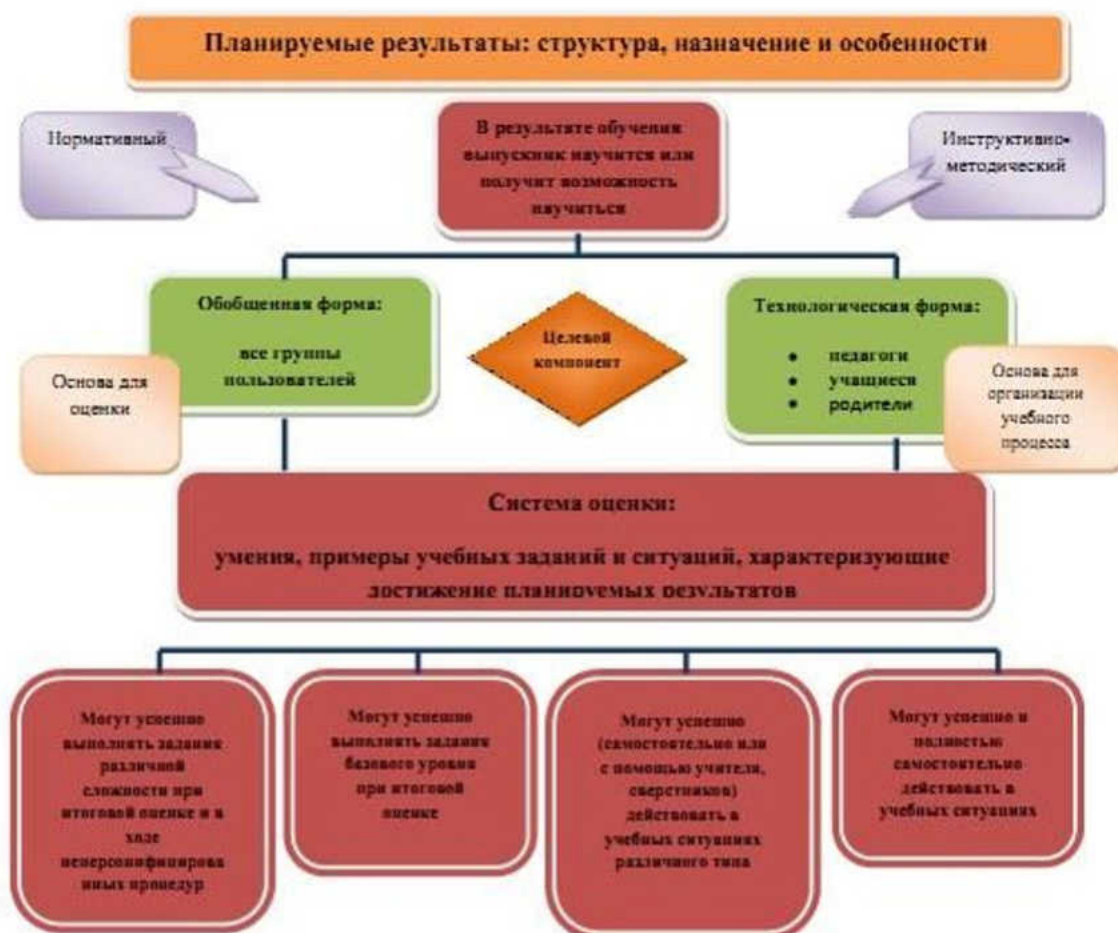 Планируемые результаты: структура, назначение и особенности
Нормативный
В результате обучения
выпускник научится или
получит возможность
научиться
Инструктивно-
методический
Обобщенная форма:
все группы
пользователей
Целевой
компонент
Технологическая форма:
• педагоги
• учащиеся
• родители
Основа для
оценки
Основа для
организации
учебного
процесса
Система оценки:
умения, примеры учебных заданий и ситуаций, характеризующие
достижение планируемых результатов
Могут успешно
выполнять задания
различной
сложности при
итоговой оценке и в
ходе
неперсонифицирова
нных процедур
Могут успешно
выполнять задания
базового уровня
при итоговой
оценке
Могут успешно
(самостоятельно или
с помощью учителя,
сверстников)
действовать в
учебных ситуациях
различного типа
Могут успешно и
полностью
самостоятельно
действовать в
учебных ситуациях